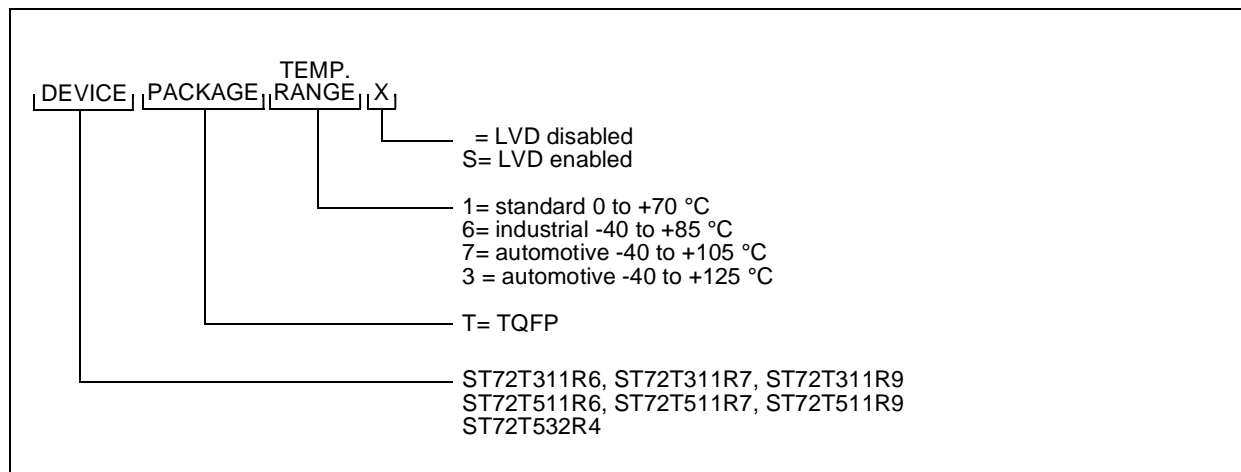 TEMP.
DEVICE PACKAGE RANGE X
= LVD disabled
S= LVD enabled
1= standard 0 to +70 °C
6= industrial -40 to +85 °C
7= automotive -40 to +105 °C
3 = automotive -40 to +125 °C
T= TQFP
ST72T311R6, ST72T311R7, ST72T311R9
ST72T511R6, ST72T511R7, ST72T511R9
ST72T532R4